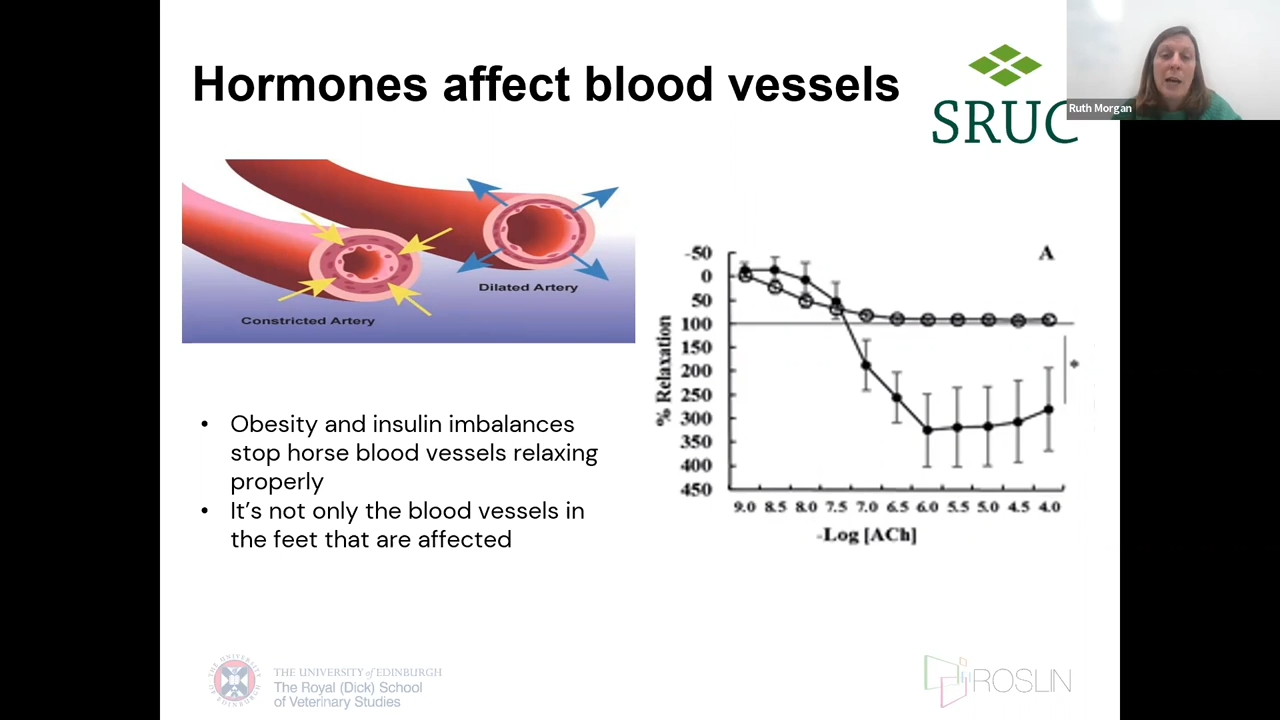 Hormones affect blood vessels
SRUC
Ruth Morgan
Dilated Artery
Constricted Artery
• Obesity and insulin imbalances
stop horse blood vessels relaxing
properly
• It’s not only the blood vessels in
the feet that are affected
A
% Relaxation
-50
0
50
100
150
200
250
300
350
400
450
*
9.0 8.5 8.0 7.5 7.0 6.5 6.0 5.5 5.0 4.5 4.0
-Log [ACh]
THE UNIVERSITY of EDINBURGH
The Royal (Dick) School
of Veterinary Studies
ROSLIN